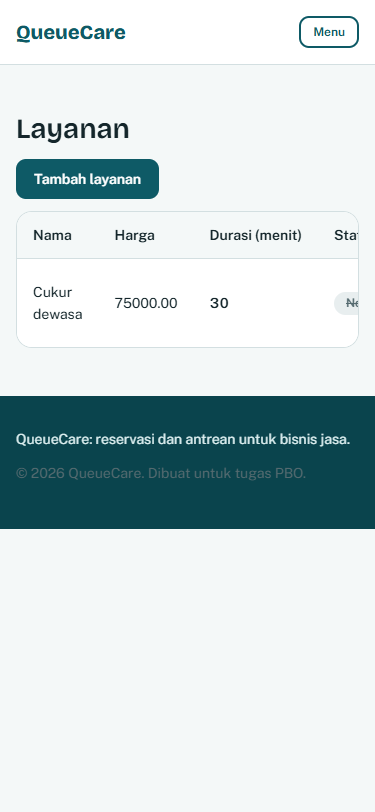 QueueCare
Menu
Layanan
Tambah layanan
Nama Harga Durasi (menit)
Cukur
dewasa
75000.00 30
QueueCare: reservasi dan antrean untuk bisnis jasa.
© 2026 QueueCare. Dibuat untuk tugas PBO.